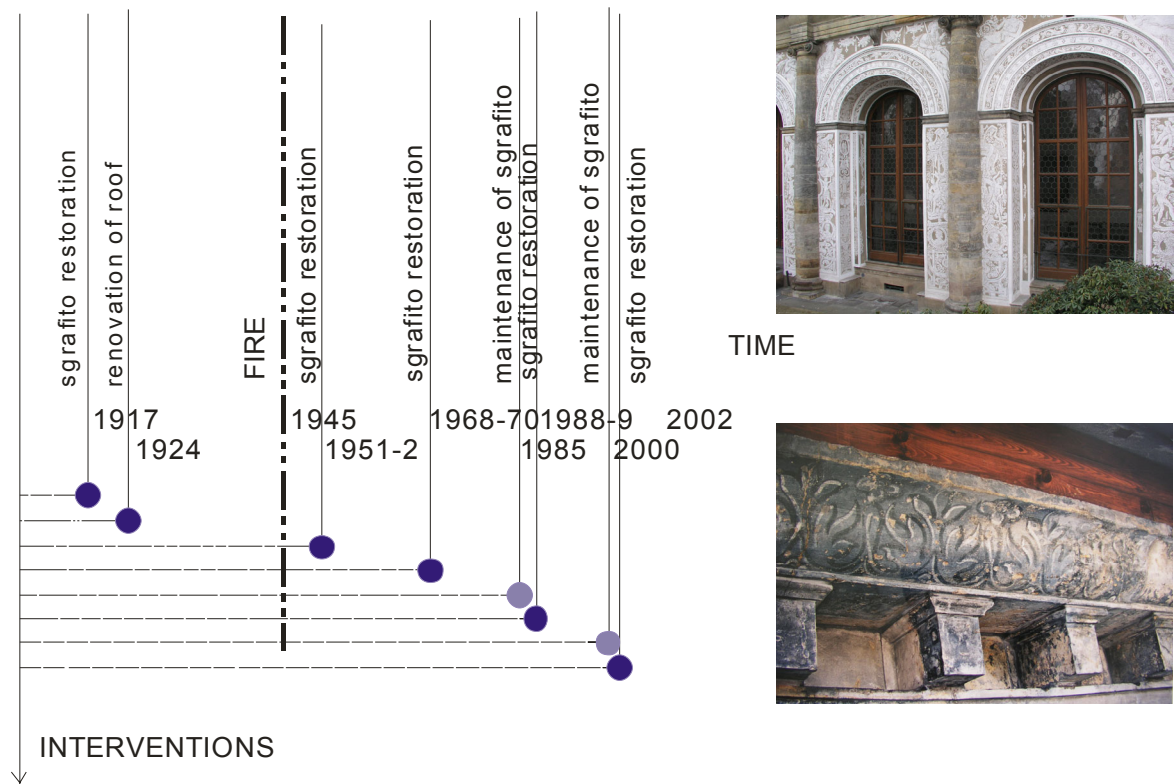 sgrafito restoration
renovation of roof
FIRE
sgrafito restoration
sgrafito restoration
maintenance of sgrafito
sgrafito restoration
maintenance of sgrafito
sgrafito restoration
TIME
1917
1945
1968-70
1988-9
2002
1924
1951-2
1985
2000
INTERVENTIONS